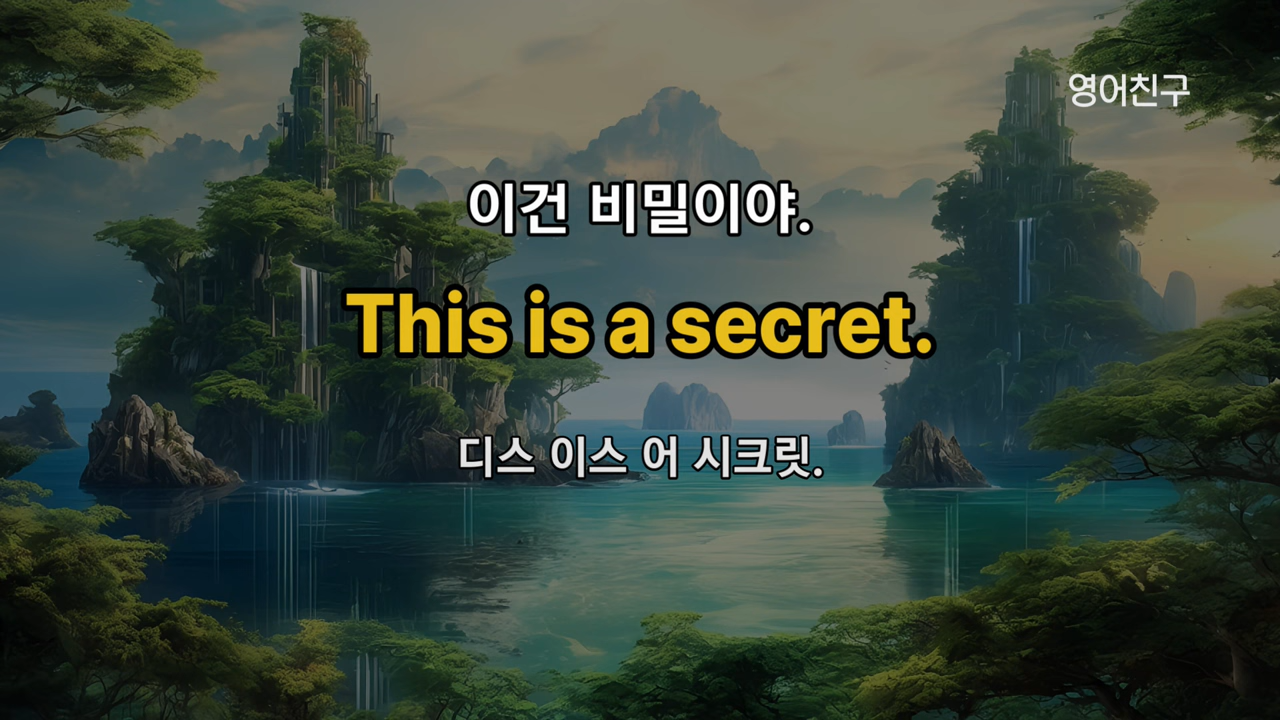 영어친구
이건 비밀이야.
This is a secret.
디스 이스 어 시크릿.